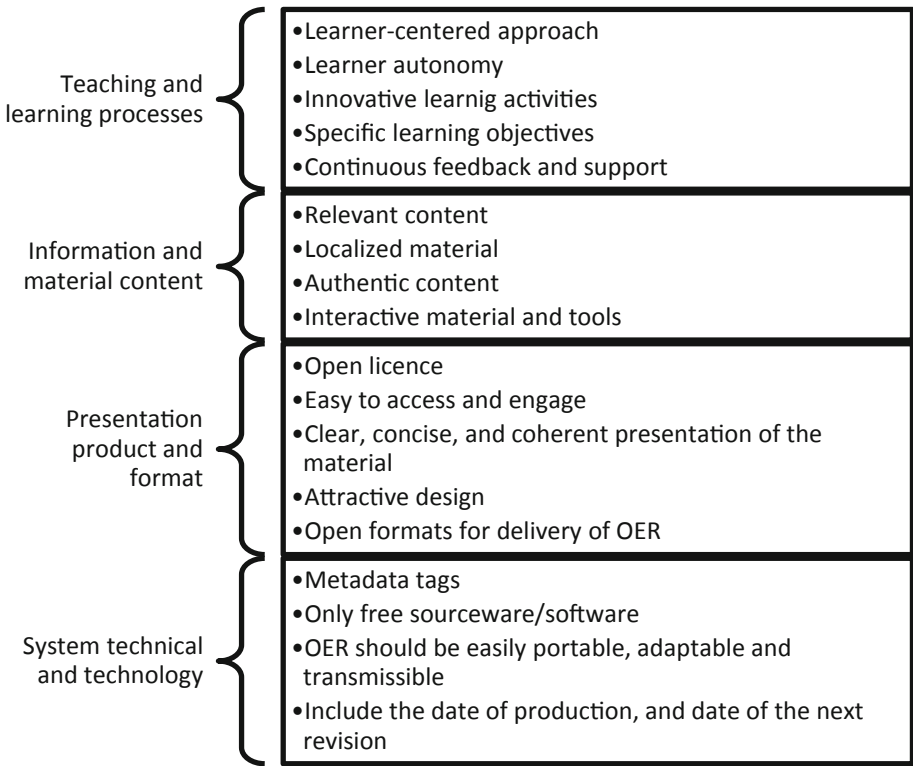 Teaching and
learning processes
•Learner-centered approach
•Learner autonomy
•Innovative learnig activities
•Specific learning objectives
•Continuous feedback and support
Information and
material content
•Relevant content
•Localized material
•Authentic content
•Interactive material and tools
Presentation
product and
format
•Open licence
•Easy to access and engage
•Clear, concise, and coherent presentation of the
material
•Attractive design
•Open formats for delivery of OER
System technical
and technology
•Metadata tags
•Only free sourceware/software
•OER should be easily portable, adaptable and
transmissible
•Include the date of production, and date of the next
revision